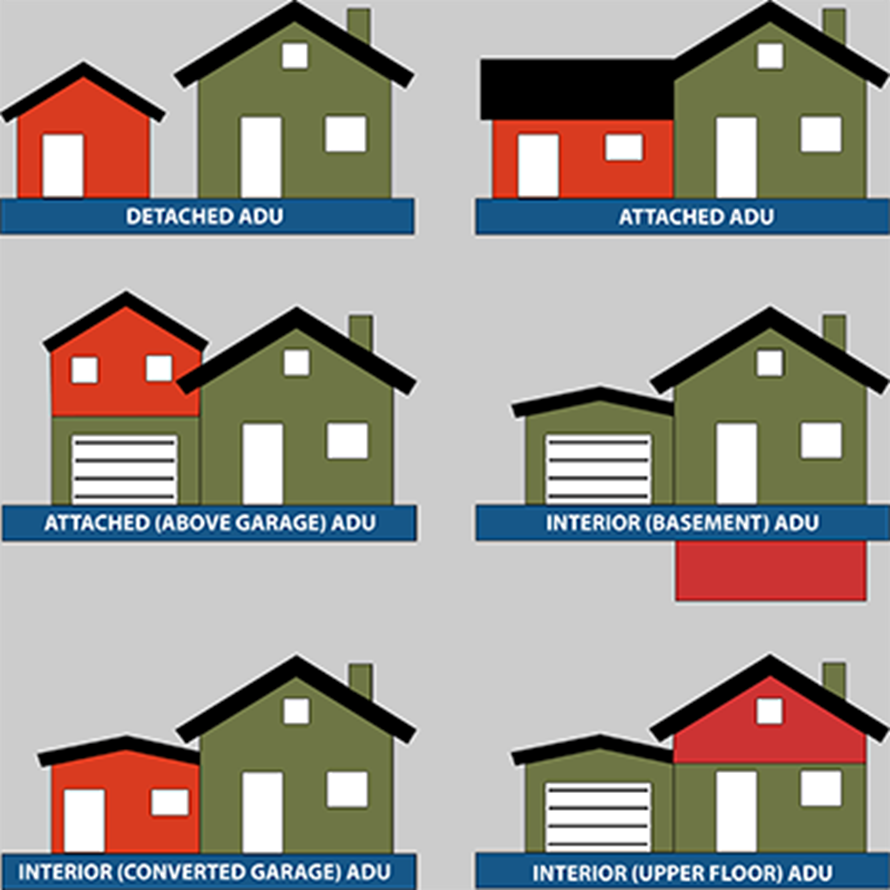 DETACHED ADU
ATTACHED ADU
ATTACHED (ABOVE GARAGE) ADU
INTERIOR (BASEMENT) ADU
INTERIOR (CONVERTED GARAGE) ADU
INTERIOR (UPPER FLOOR) ADU